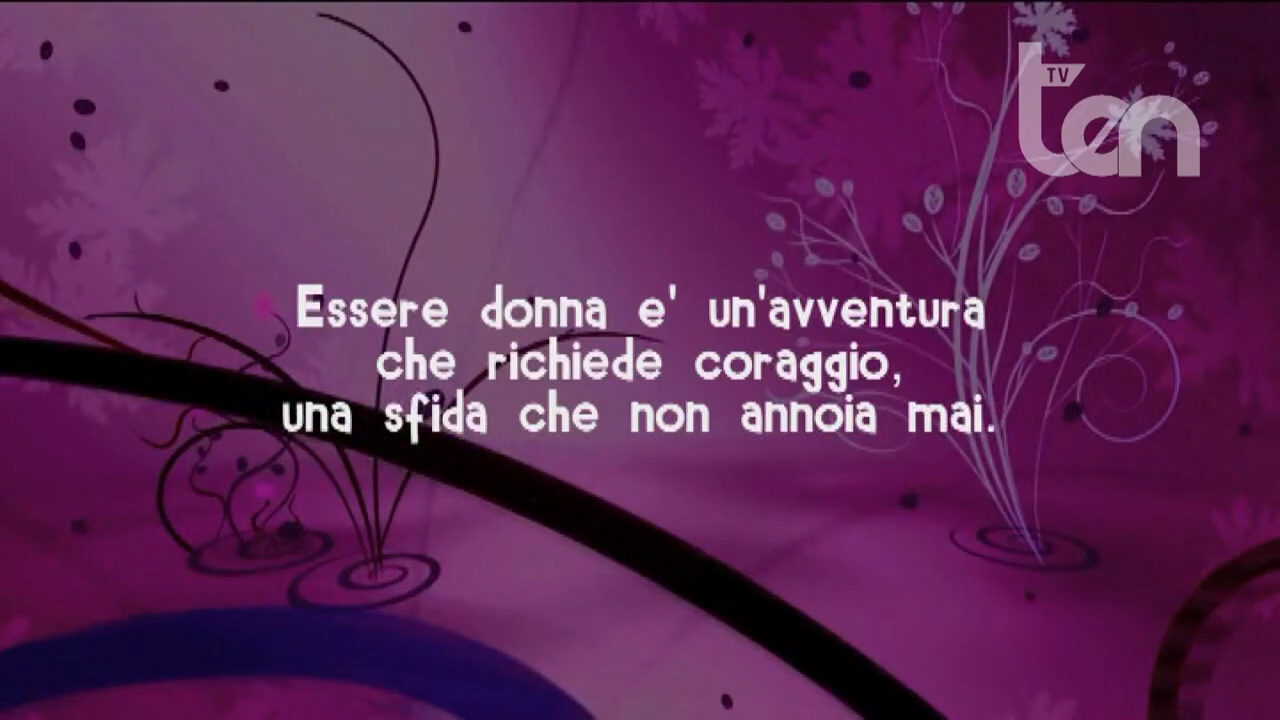 ten
TV
Essere donna e' un'avventura
che richiede coraggio,
una sfida che non annoia mai.